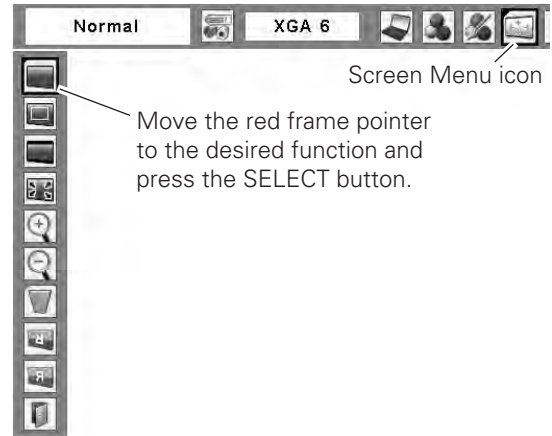 Normal
XGA 6
Screen Menu icon
Move the red frame pointer
to the desired function and
press the SELECT button.